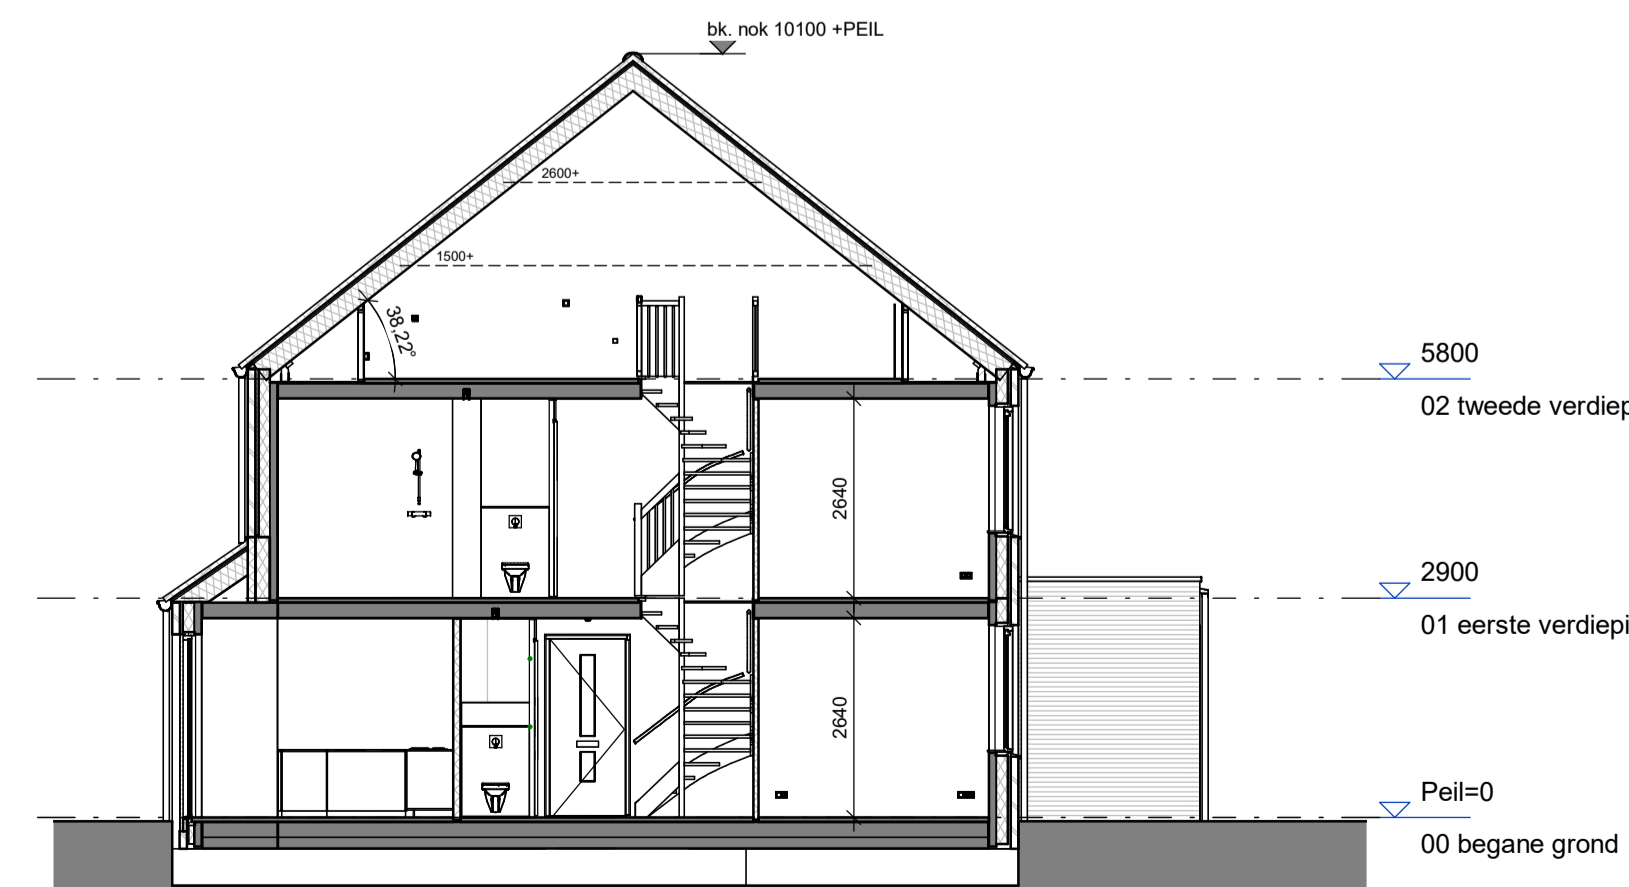 bk. nok 10100 +PEIL
2600+
1500+
38,22°
5800
02 tweede verdiep
2640
2900
01 eerste verdiepi
2640
Peil=0
00 begane grond